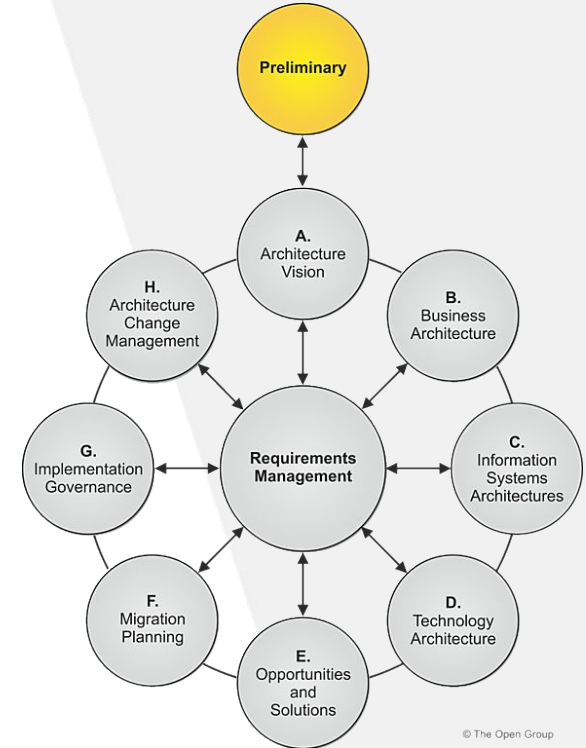 Preliminary
A.
Architecture
Vision
H.
Architecture
Change
Management
B.
Business
Architecture
G.
Implementation
Governance
Requirements
Management
C.
Information
Systems
Architectures
F.
Migration
Planning
D.
Technology
Architecture
E.
Opportunities
and
Solutions
© The Open Group